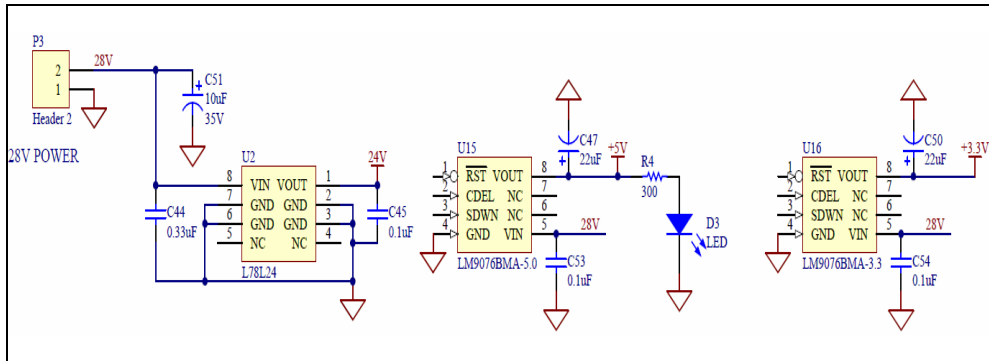 P3
28V
2
1
Header 2
28V POWER
C51
10uF
35V
U2
24V
8 VIN VOUT 1
7 GND GND 2
6 GND GND 3
5 NC NC 4
L78L24
C44
0.33uF
C45
0.1uF
U15
1 RST VOUT 8
2 CDEL NC 7
3 SDWN NC 6
4 GND VIN 5
LM9076BMA-5.0
C47
22uF
+5V
R4
300
28V
D3
LED
C53
0.1uF
U16
1 RST VOUT 8
2 CDEL NC 7
3 SDWN NC 6
4 GND VIN 5
LM9076BMA-3.3
C50
22uF
+3.3V
28V
C54
0.1uF